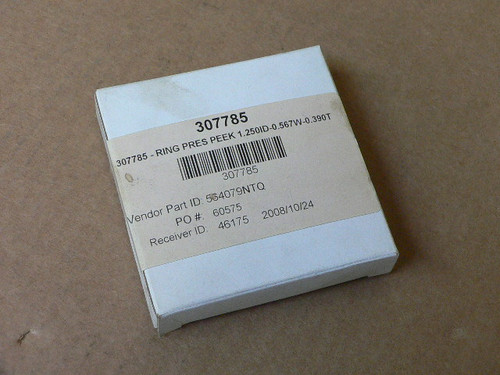 307785
307785 - RING PRES PEEK 1.250ID-0.567W-0.390T
307785
Vendor Part ID: 564079NTQ
PO #: 60575
Receiver ID: 46175 2008/10/24